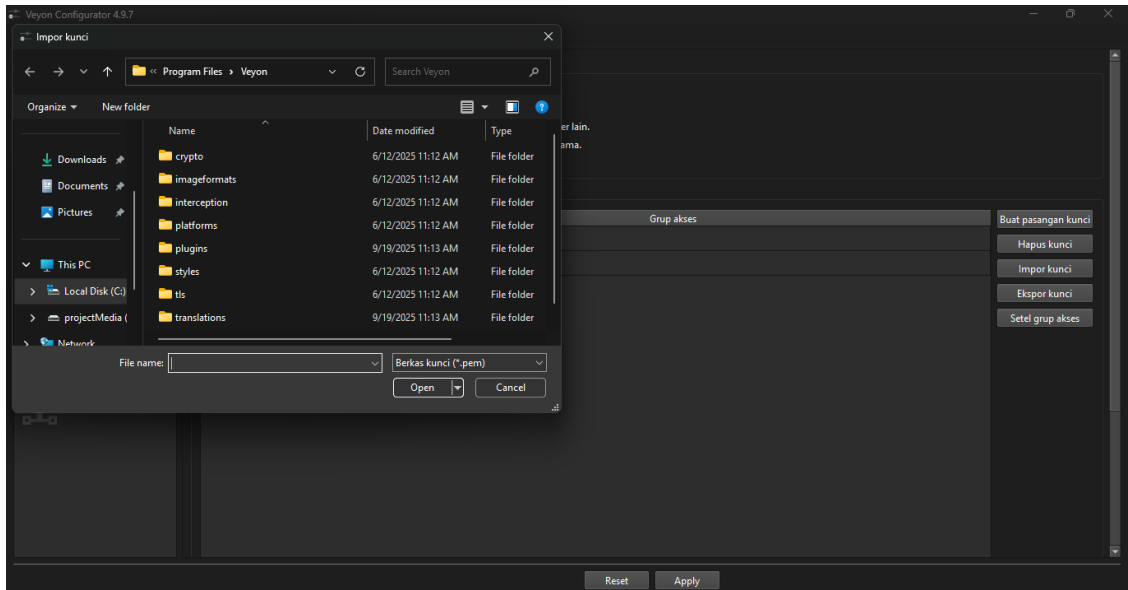 Veyon Configurator 4.9.7
Impor kunci
« Program Files › Veyon
Search Veyon
Organize
New folder
Name
Date modified
Type
Downloads
Documents
Pictures
This PC
Local Disk (C:)
projectMedia (
Network
crypto 6/12/2025 11:12 AM File folder
imageformats 6/12/2025 11:12 AM File folder
interception 6/12/2025 11:12 AM File folder
platforms 6/12/2025 11:12 AM File folder
plugins 9/19/2025 11:13 AM File folder
styles 6/12/2025 11:12 AM File folder
tls 6/12/2025 11:12 AM File folder
translations 9/19/2025 11:13 AM File folder
File name:
Berkas kunci (*.pem)
Open
Cancel
er lain.
ama.
Grup akses
Buat pasangan kunci
Hapus kunci
Impor kunci
Ekspor kunci
Setel grup akses
Reset
Apply